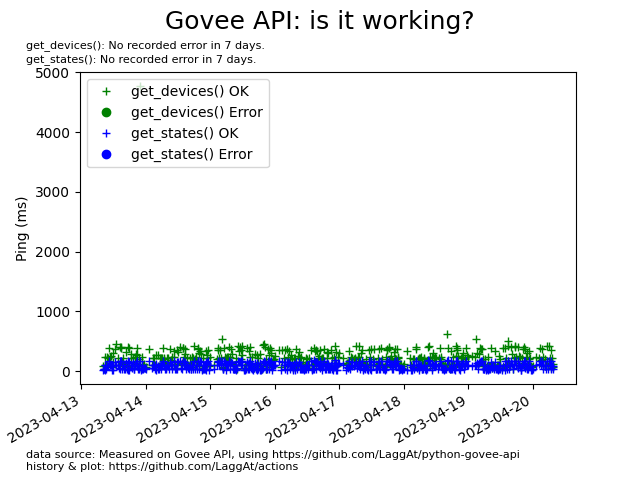 Govee API: is it working?
get_devices(): No recorded error in 7 days.
get_states(): No recorded error in 7 days.
5000
4000
3000
2000
1000
0
Ping (ms)
get_devices() OK
get_devices() Error
get_states() OK
get_states() Error
2023-04-13
2023-04-14
2023-04-15
2023-04-16
2023-04-17
2023-04-18
2023-04-19
2023-04-20
data source: Measured on Govee API, using https://github.com/LaggAt/python-govee-api
history & plot: https://github.com/LaggAt/actions